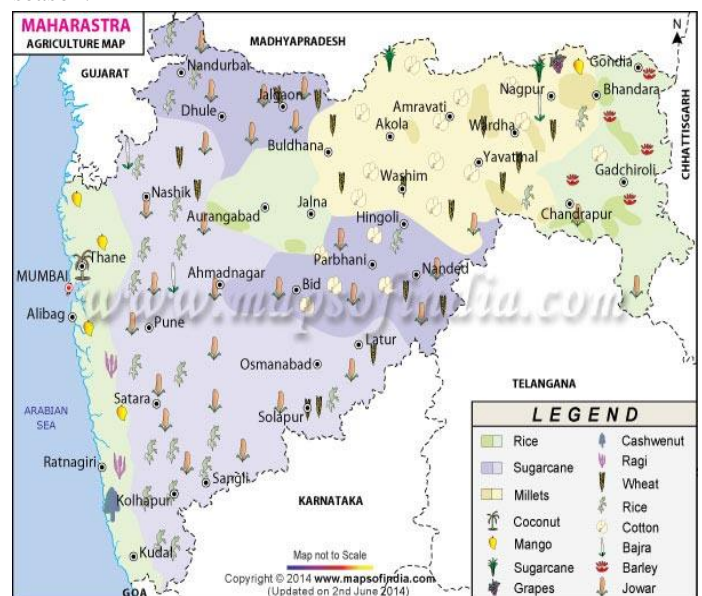 MAHARASTRA
AGRICULTURE MAP
MADHYAPRADESH
N
GUJARAT
Nandurbar
Jalgaon
Dhule
Gondia
Nagpur
Bhandara
Amravati
Akola
Wardha
Buldhana
Yavatmal
Washim
Gadchiroli
CHHATTISGARH
Nashik
Aurangabad
Jalna
Hingoli
Chandrapur
Thane
Parbhani
Nanded
MUMBAI
Ahmadnagar
Bid
www.mapsofindia.com
Alibag
Pune
Latur
Osmanabad
TELANGANA
Satara
ARABIAN
SEA
Solapur
Ratnagiri
Sangli
Kolhapur
KARNATAKA
Kudal
GOA
LEGEND
Rice
Sugarcane
Millets
Coconut
Mango
Sugarcane
Grapes
Cashwenut
Ragi
Wheat
Rice
Cotton
Bajra
Barley
Jowar
Map not to Scale
Copyright © 2014 www.mapsofindia.com
(Updated on 2nd June 2014)